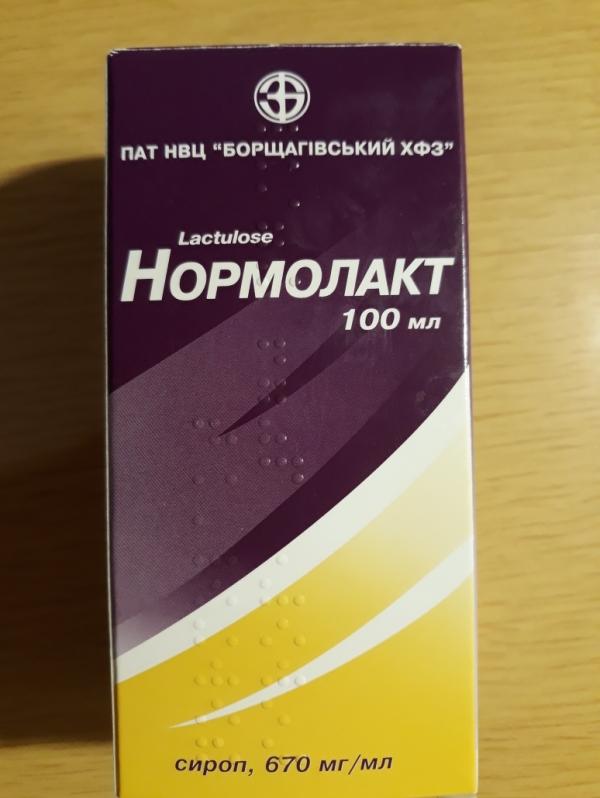 ПАТ НВЦ "БОРЩАГІВСЬКИЙ ХФЗ"
Lactulose
НОРМОЛАКТ
100 мл
сироп, 670 мг/мл